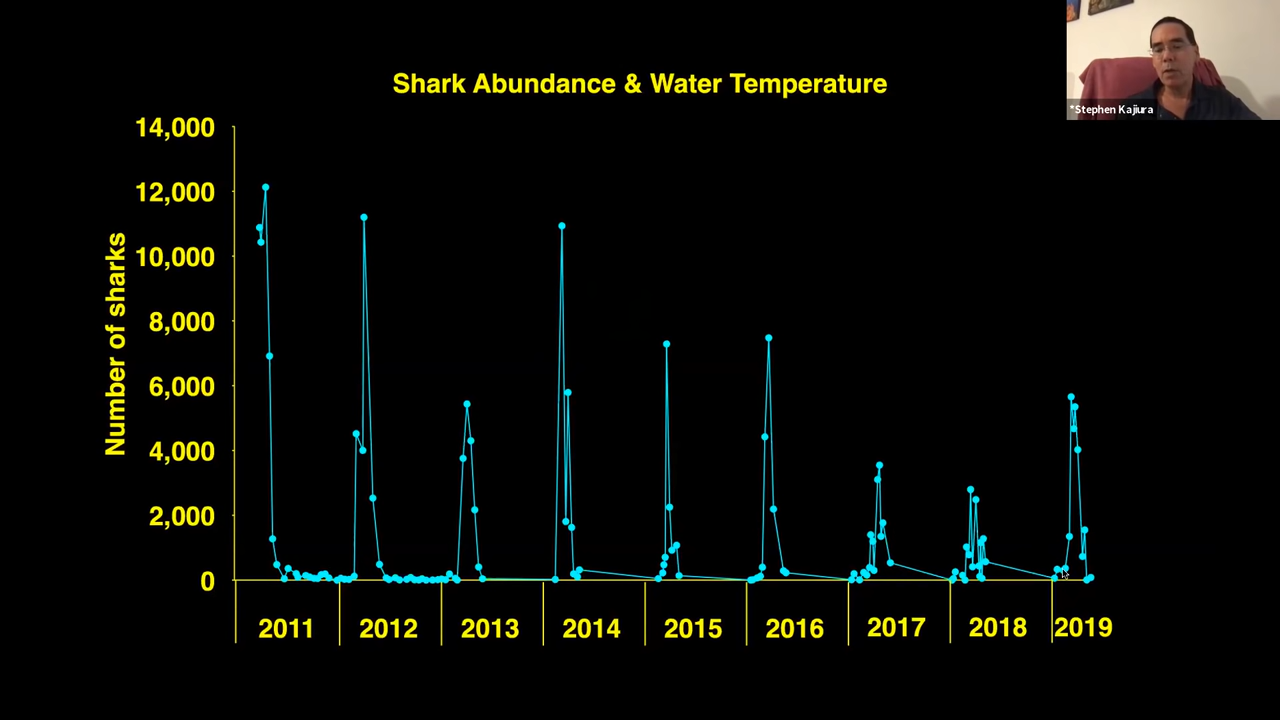 *Stephen Kajiura
Shark Abundance & Water Temperature
Number of sharks
14,000
12,000
10,000
8,000
6,000
4,000
2,000
0
2011 2012 2013 2014 2015 2016 2017 2018 2019